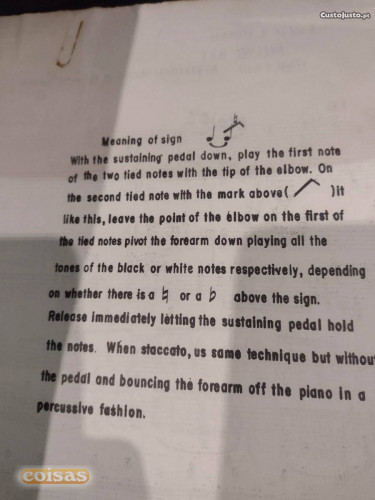 CustoJusto.pt
Meaning of sign
With the sustaining pedal down, play the first note
of the two tied notes with the tip of the elbow. On
the second tied note with the mark above( )it
like this, leave the point of the elbow on the first of
the tied notes pivot the forearm down playing all the
tones of the black or white notes respectively, depending
on whether there is a ♮ or a ♭ above the sign.
Release immediately letting the sustaining pedal hold
the notes. When staccato, us same technique but withou
the pedal and bouncing the forearm off the piano in a
percussive fashion.
coisas